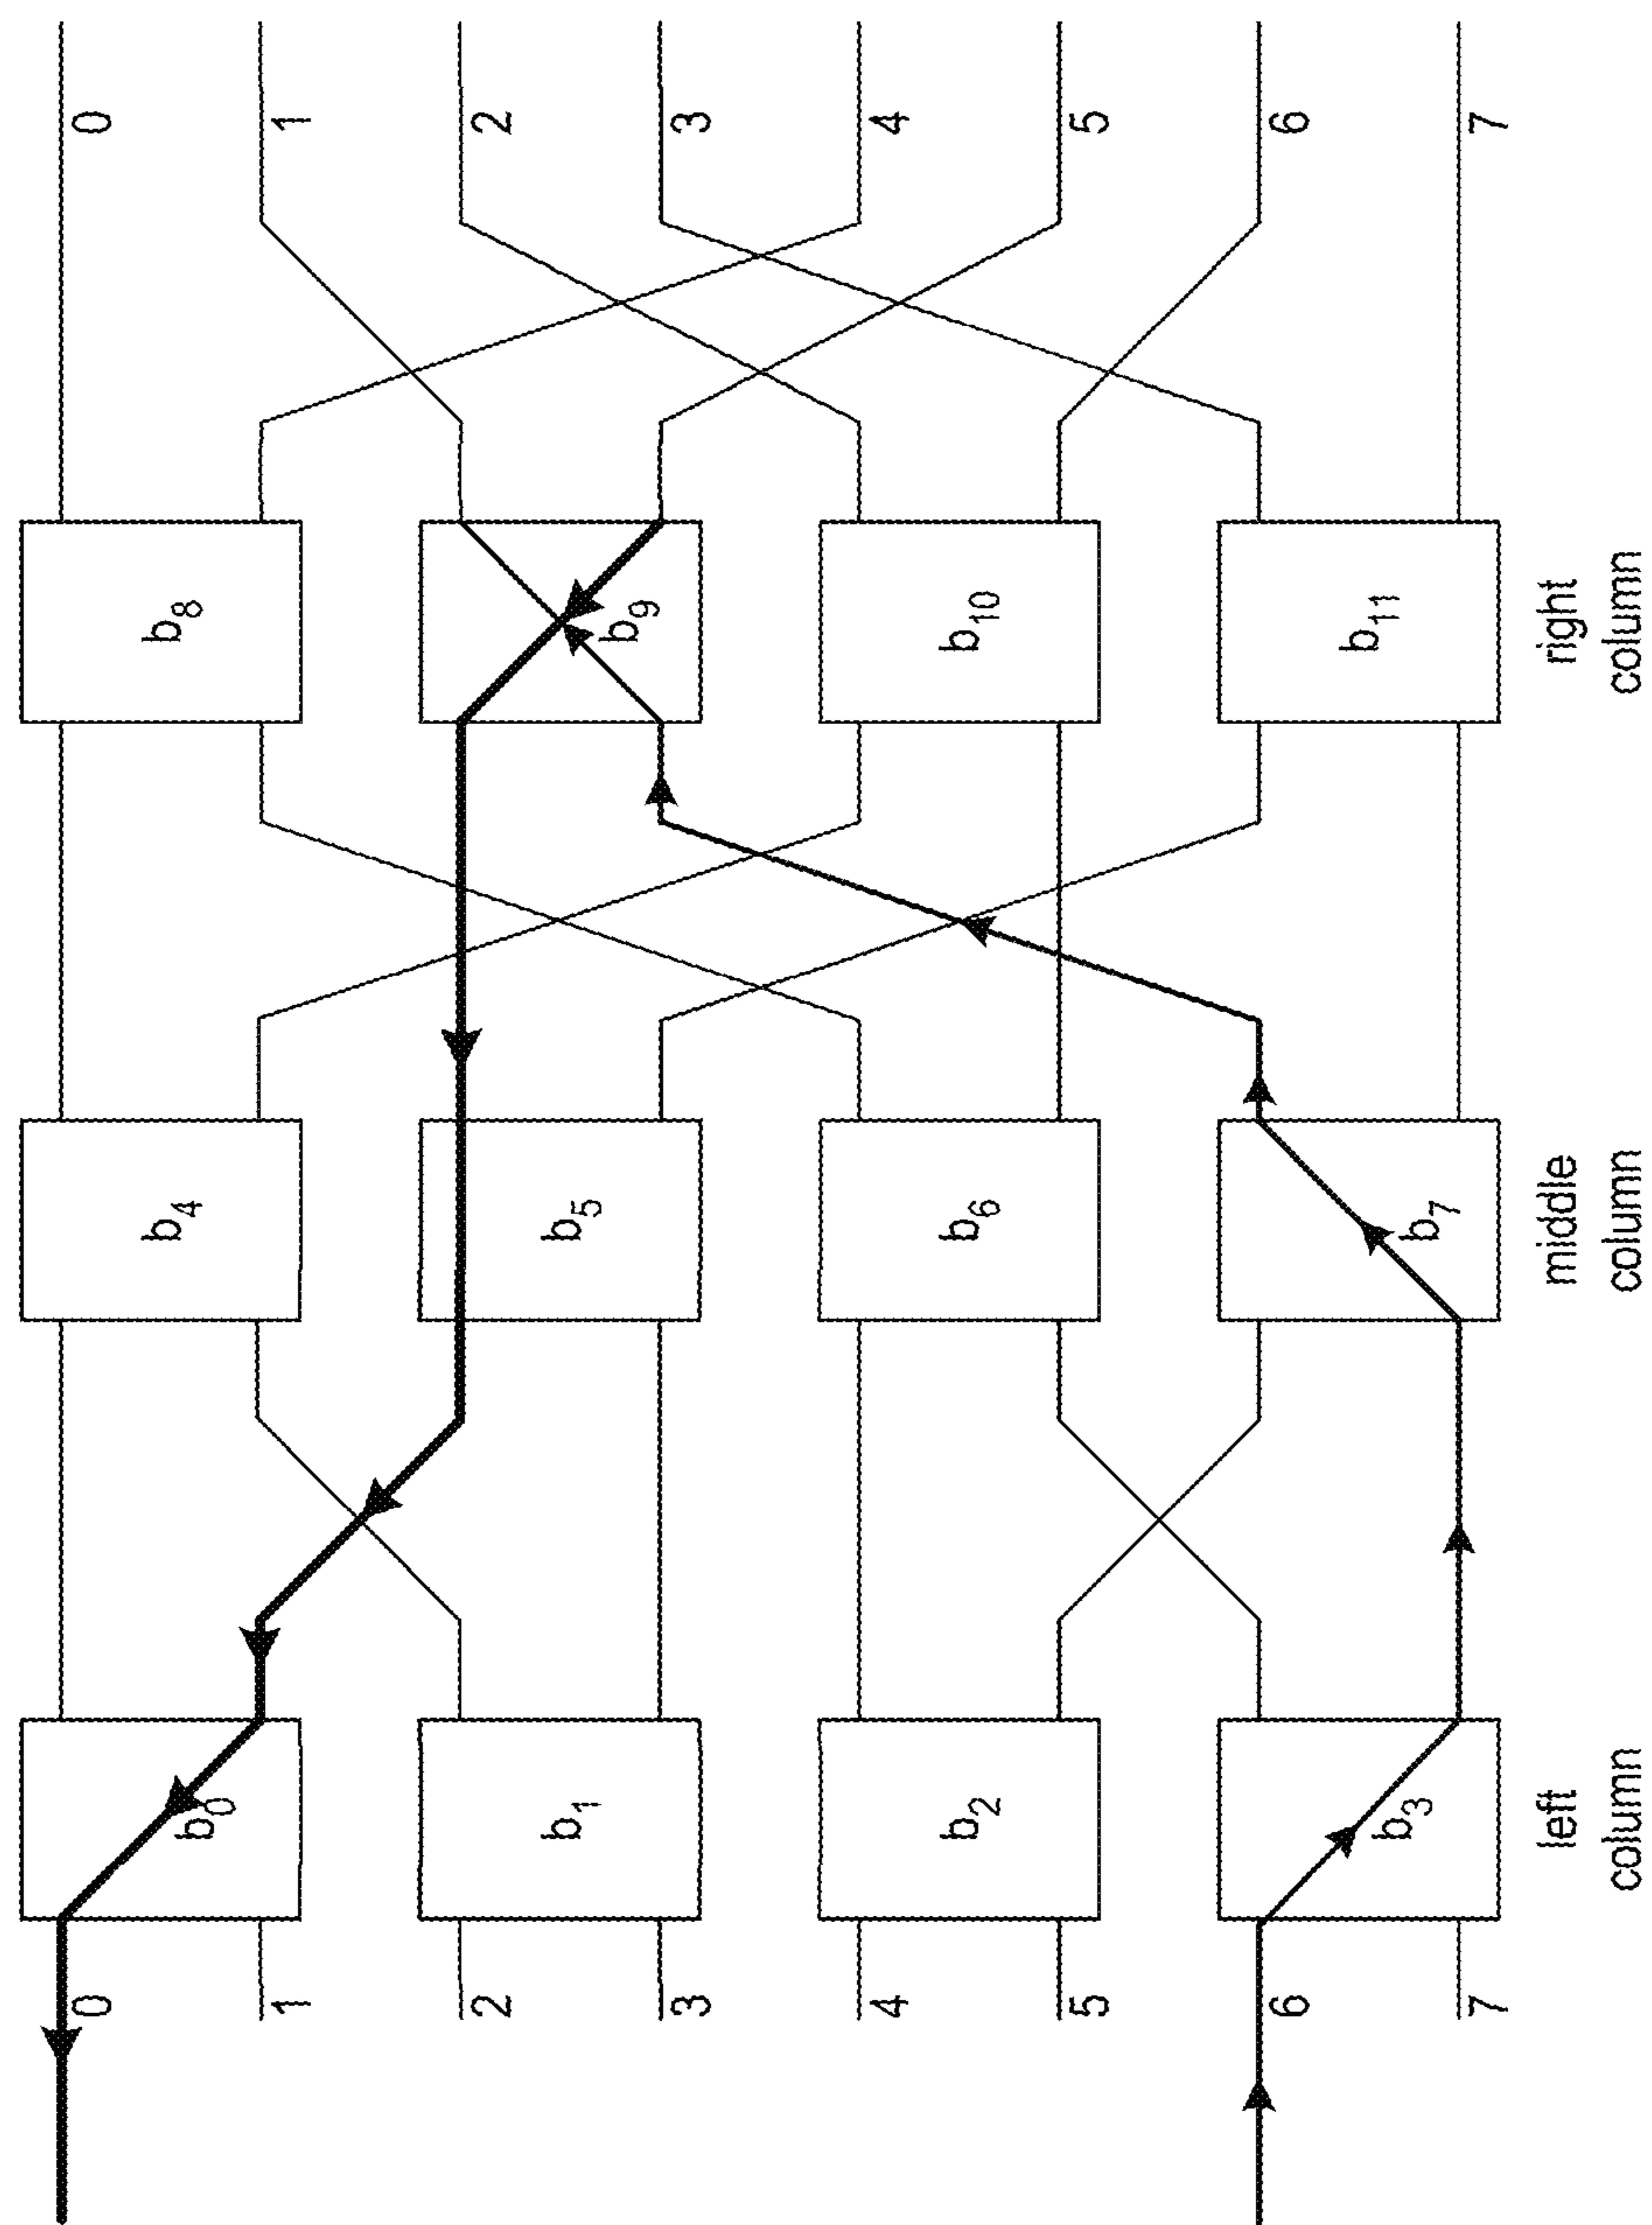 0 0
b0 b4 b8
1 1
2 2
b1 b5 b9
3 3
4 4
b2 b6 b10
5 5
6 6
b3 b7 b11
7 7
left column
middle column
right column